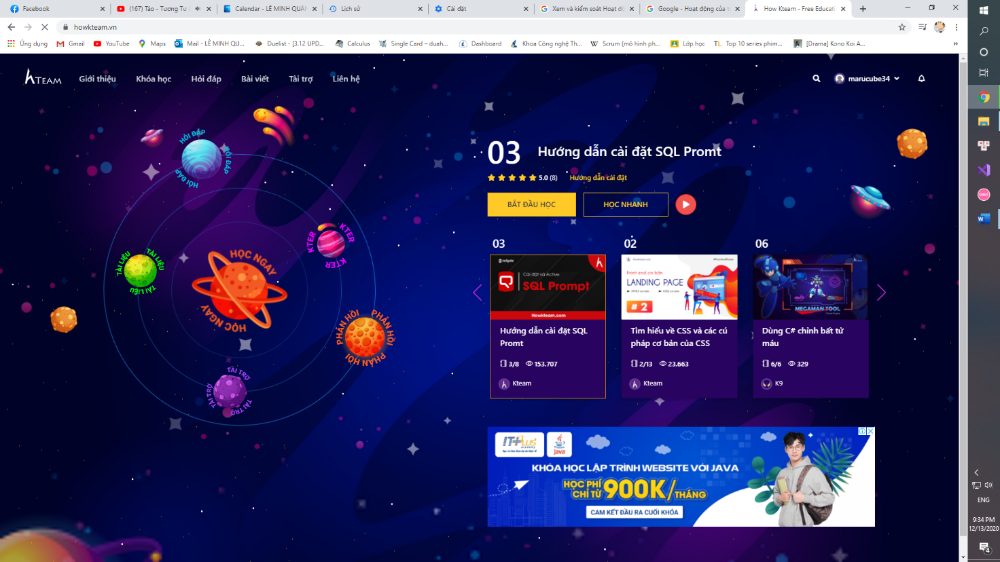 Facebook
(167) Táo - Tương Tư (
Calendar - LÊ MINH QUÂN
Lịch sử
Cài đặt
Xem và kiểm soát Hoạt độ
Google - Hoạt động của t
How Kteam - Free Educati
howkteam.vn
Ứng dụng
Gmail
YouTube
Maps
Mail - LÊ MINH QU...
Duelist - [3.12 UPD...
Calculus
Single Card – duah...
Dashboard
Khoa Công nghệ Th...
Scrum (mô hình ph...
Lớp học
TL Top 10 series phim...
[Drama] Kono Koi A...
»
KTEAM
Giới thiệu
Khóa học
Hỏi đáp
Bài viết
Tài trợ
Liên hệ
marucube34
HỎI ĐÁP HỎI ĐÁP HỎI ĐÁP
KTER KTER KTER
TÀI LIỆU TÀI LIỆU TÀI LIỆU
HỌC NGAY HỌC NGAY HỌC NGAY
PHẢN HỒI PHẢN HỒI PHẢN HỒI
TÀI TRỢ TÀI TRỢ TÀI TRỢ
03 Hướng dẫn cài đặt SQL Promt
5.0 (8) Hướng dẫn cài đặt
BẮT ĐẦU HỌC
HỌC NHANH
03
redgate
Cài đặt và Active
SQL Prompt
Howkteam.com
Hướng dẫn cài đặt SQL
Promt
3/8 153.707
Kteam
02
Front end cơ bản
LANDING PAGE
# 2
Tìm hiểu về CSS và các cú
pháp cơ bản của CSS
2/13 23.663
Kteam
06
MEGAMAN TOOL
Dùng C# chỉnh bất tử
máu
6/6 329
K9
IT Plus
academy
Java
KHÓA HỌC LẬP TRÌNH WEBSITE VỚI JAVA
HỌC PHÍ
CHỈ TỪ 900K/THÁNG
CAM KẾT ĐẦU RA CUỐI KHÓA
osu!
ENG
9:34 PM
12/13/2020
4